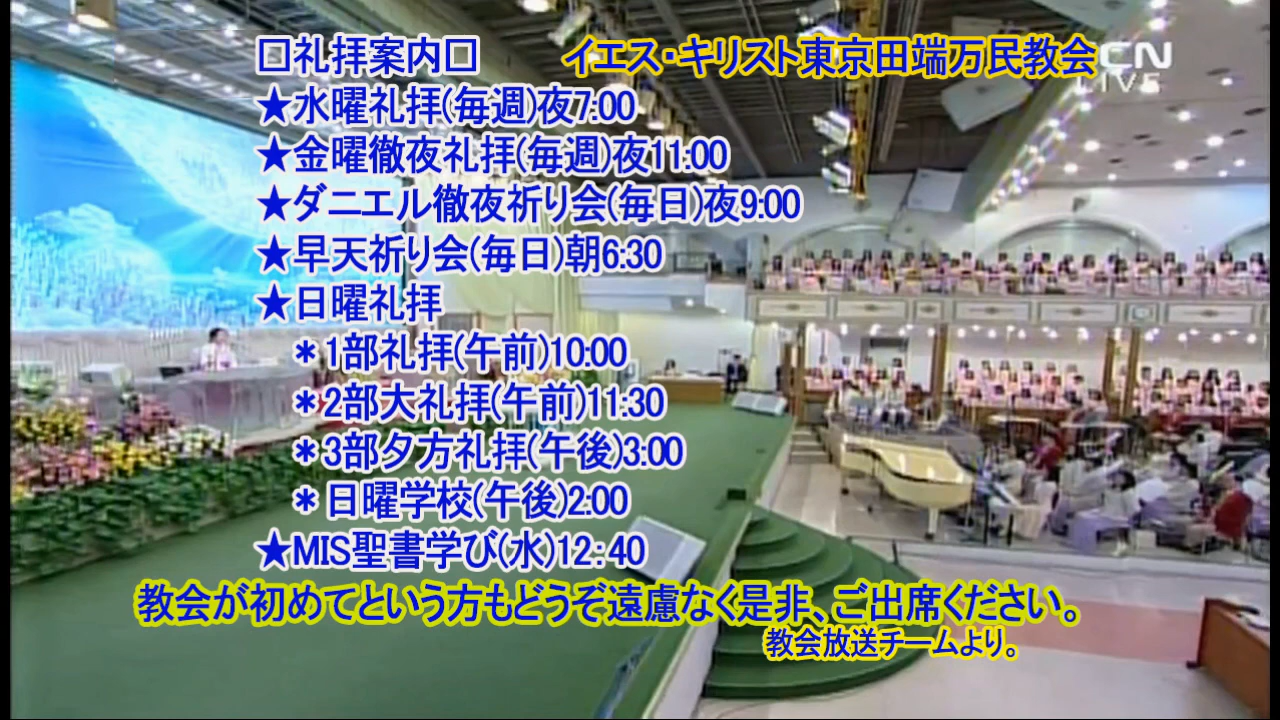 □礼拝案内□ イエス・キリスト東京田端万民教会
CN
LIVE
★水曜礼拝(毎週)夜7:00
★金曜徹夜礼拝(毎週)夜11:00
★ダニエル徹夜祈り会(毎日)夜9:00
★早天祈り会(毎日)朝6:30
★日曜礼拝
＊1部礼拝(午前)10:00
＊2部大礼拝(午前)11:30
＊3部夕方礼拝(午後)3:00
＊日曜学校(午後)2:00
★MIS聖書学び(水)12:40
教会が初めてという方もどうぞ遠慮なく是非、ご出席ください。
教会放送チームより。